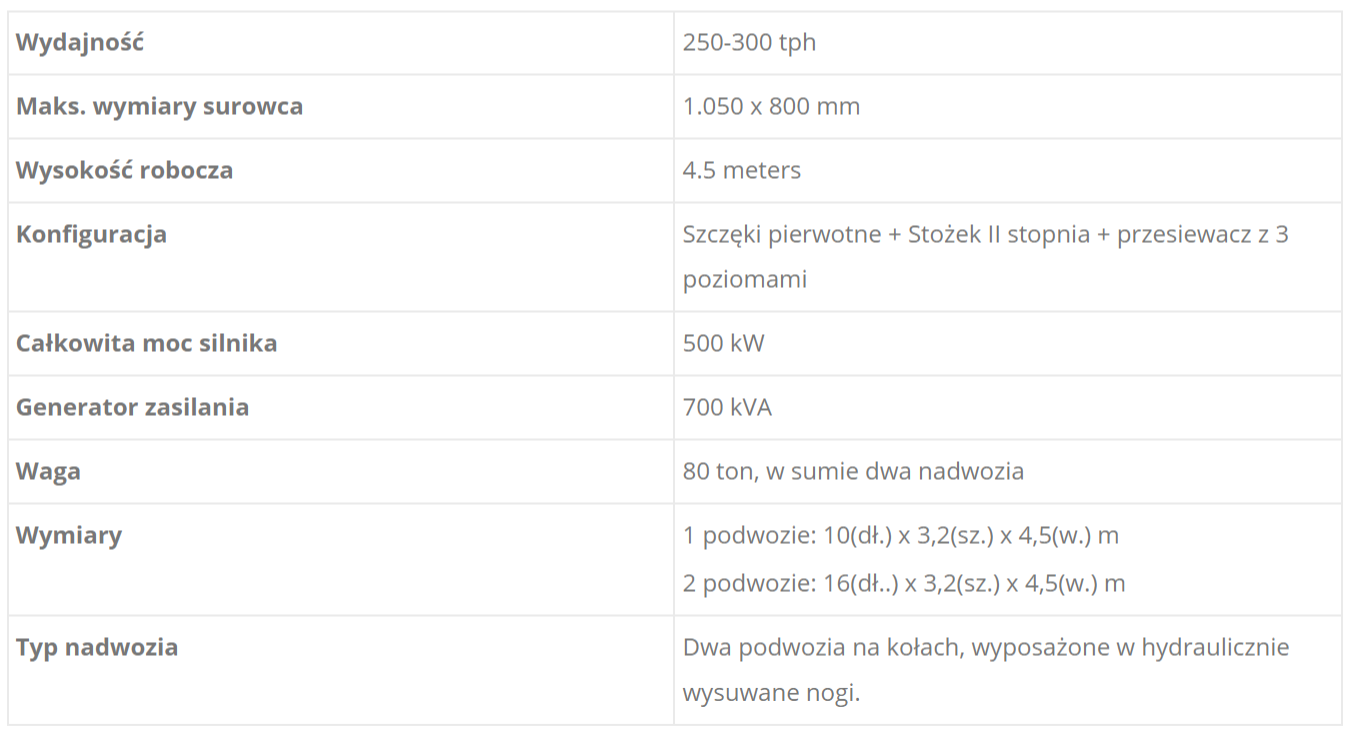 Wydajność 250-300 tph
Maks. wymiary surowca 1.050 x 800 mm
Wysokość robocza 4.5 meters
Konfiguracja Szczęki pierwotne + Stożek II stopnia + przesiewacz z 3
poziomami
Całkowita moc silnika 500 kW
Generator zasilania 700 kVA
Waga 80 ton, w sumie dwa nadwozia
Wymiary 1 podwozie: 10(dł.) x 3,2(sz.) x 4,5(w.) m
2 podwozie: 16(dł..) x 3,2(sz.) x 4,5(w.) m
Typ nadwozia Dwa podwozia na kołach, wyposażone w hydraulicznie
wysuwane nogi.